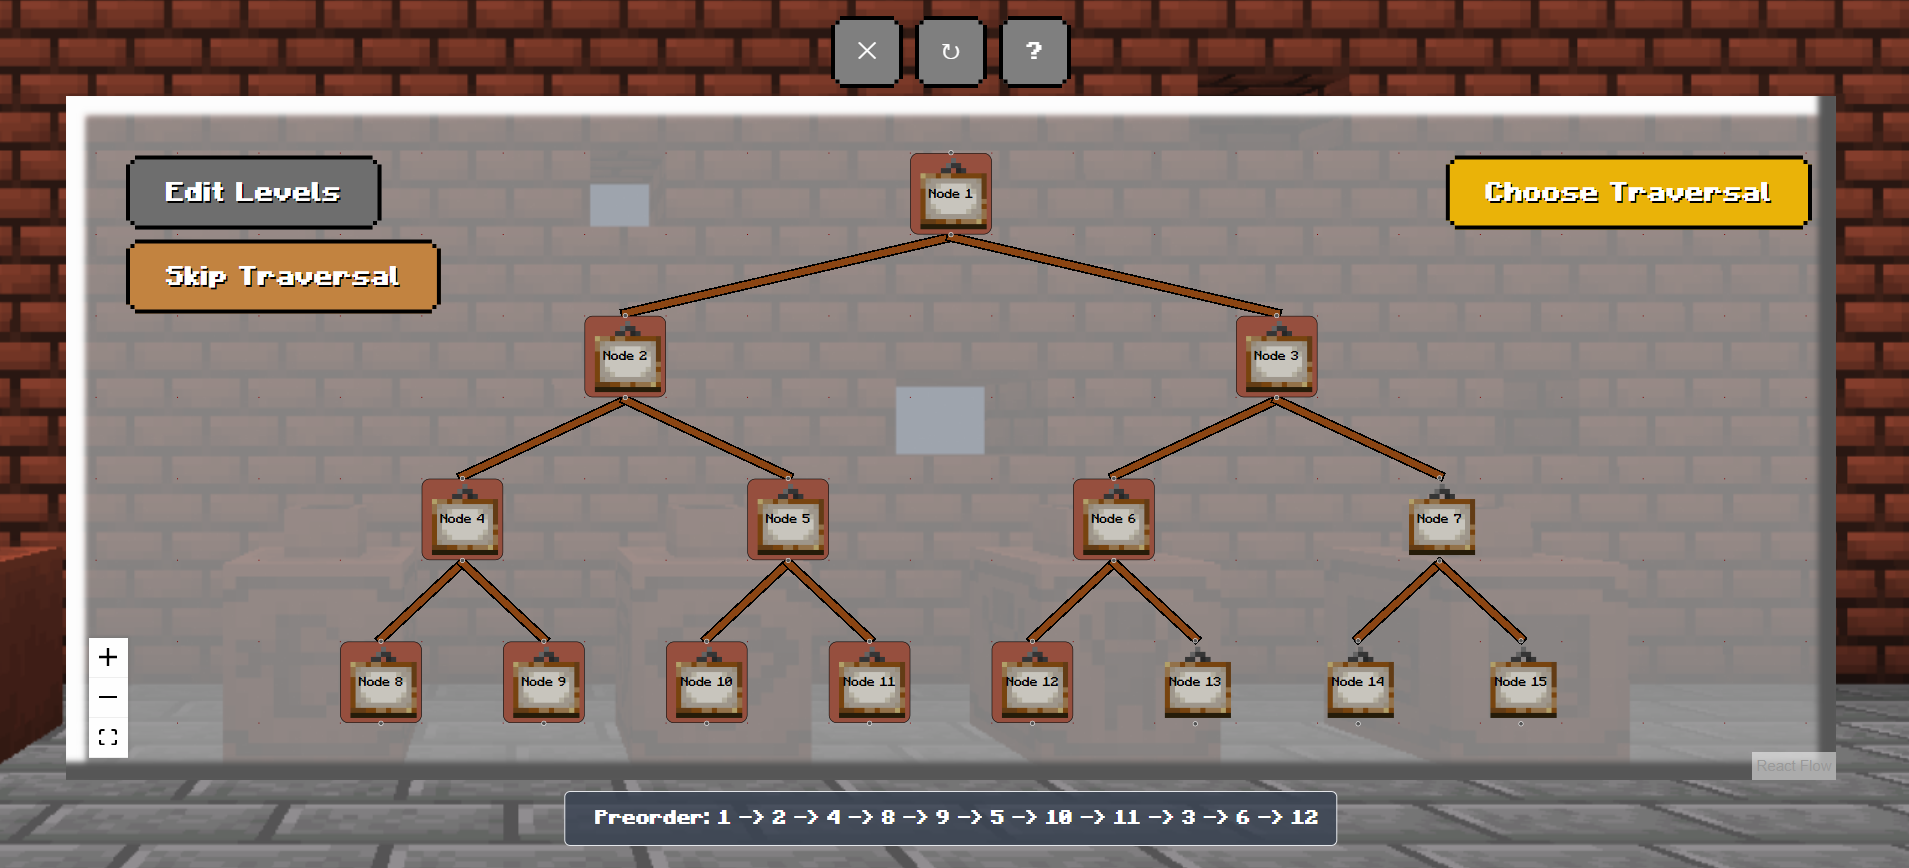 ?
Edit Levels
Choose Traversal
Skip Traversal
Node 1
Node 2
Node 3
Node 4
Node 5
Node 6
Node 7
Node 8
Node 9
Node 10
Node 11
Node 12
Node 13
Node 14
Node 15
React Flow
Preorder: 1 -> 2 -> 4 -> 8 -> 9 -> 5 -> 10 -> 11 -> 3 -> 6 -> 12